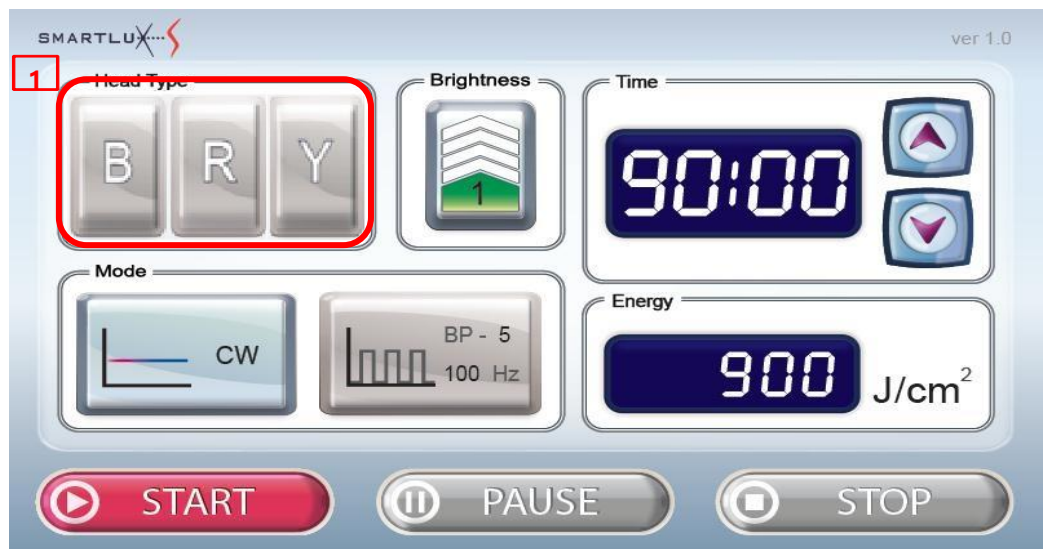 SMARTLUX S
ver 1.0
1
Head Type
B R Y
Brightness
1
Time
90:00
Mode
CW
BP - 5
100 Hz
Energy
900 J/cm²
START
PAUSE
STOP